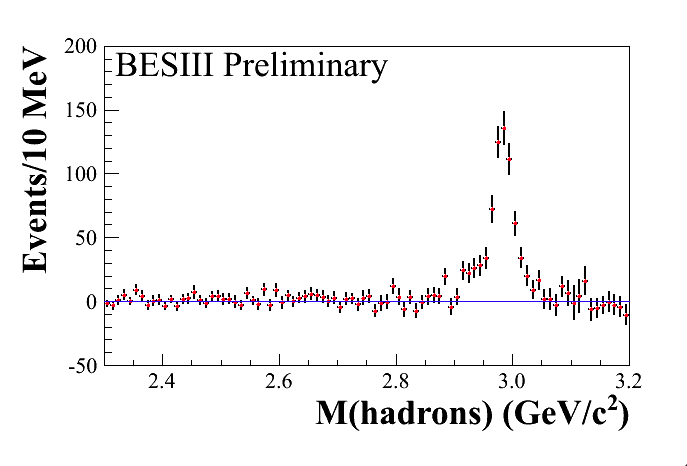 BESIII Preliminary
Events/10 MeV
200
150
100
50
0
-50
2.4 2.6 2.8 3.0 3.2
M(hadrons) (GeV/c²)